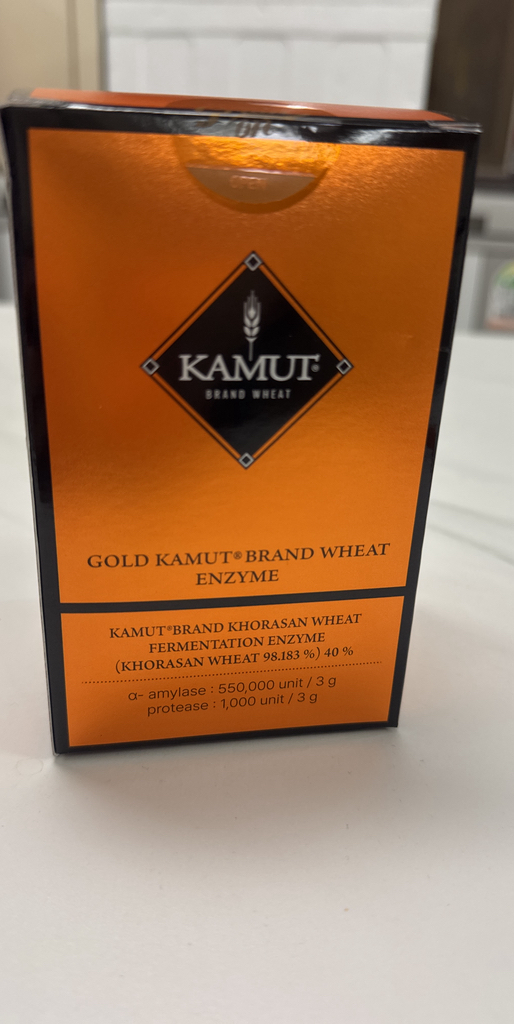 OPEN
KAMUT®
BRAND WHEAT
GOLD KAMUT®BRAND WHEAT
ENZYME
KAMUT®BRAND KHORASAN WHEAT
FERMENTATION ENZYME
(KHORASAN WHEAT 98.183 %) 40 %
α- amylase : 550,000 unit / 3 g
protease : 1,000 unit / 3 g